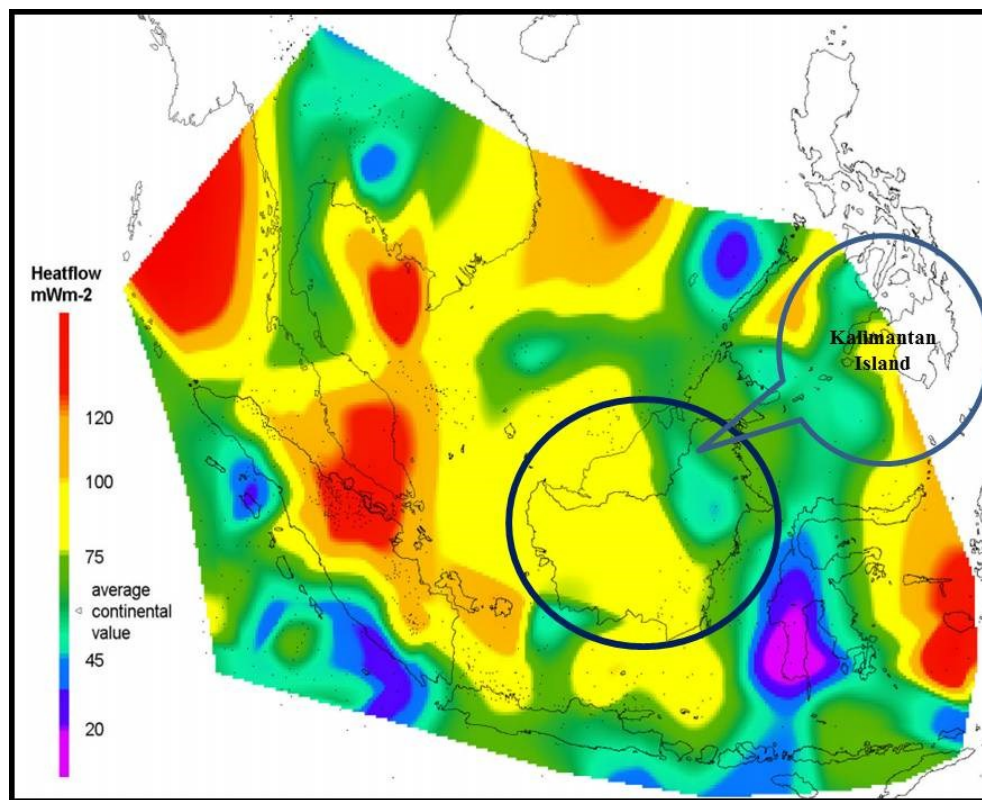 Heatflow
mWm-2
120
100
75
average
continental
value
45
20
Kalimantan
Island